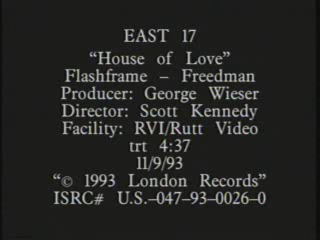 EAST 17
“House of Love”
Flashframe – Freedman
Producer: George Wieser
Director: Scott Kennedy
Facility: RVI/Rutt Video
trt 4:37
11/9/93
“© 1993 London Records”
ISRC# U.S.–047–93–0026–0